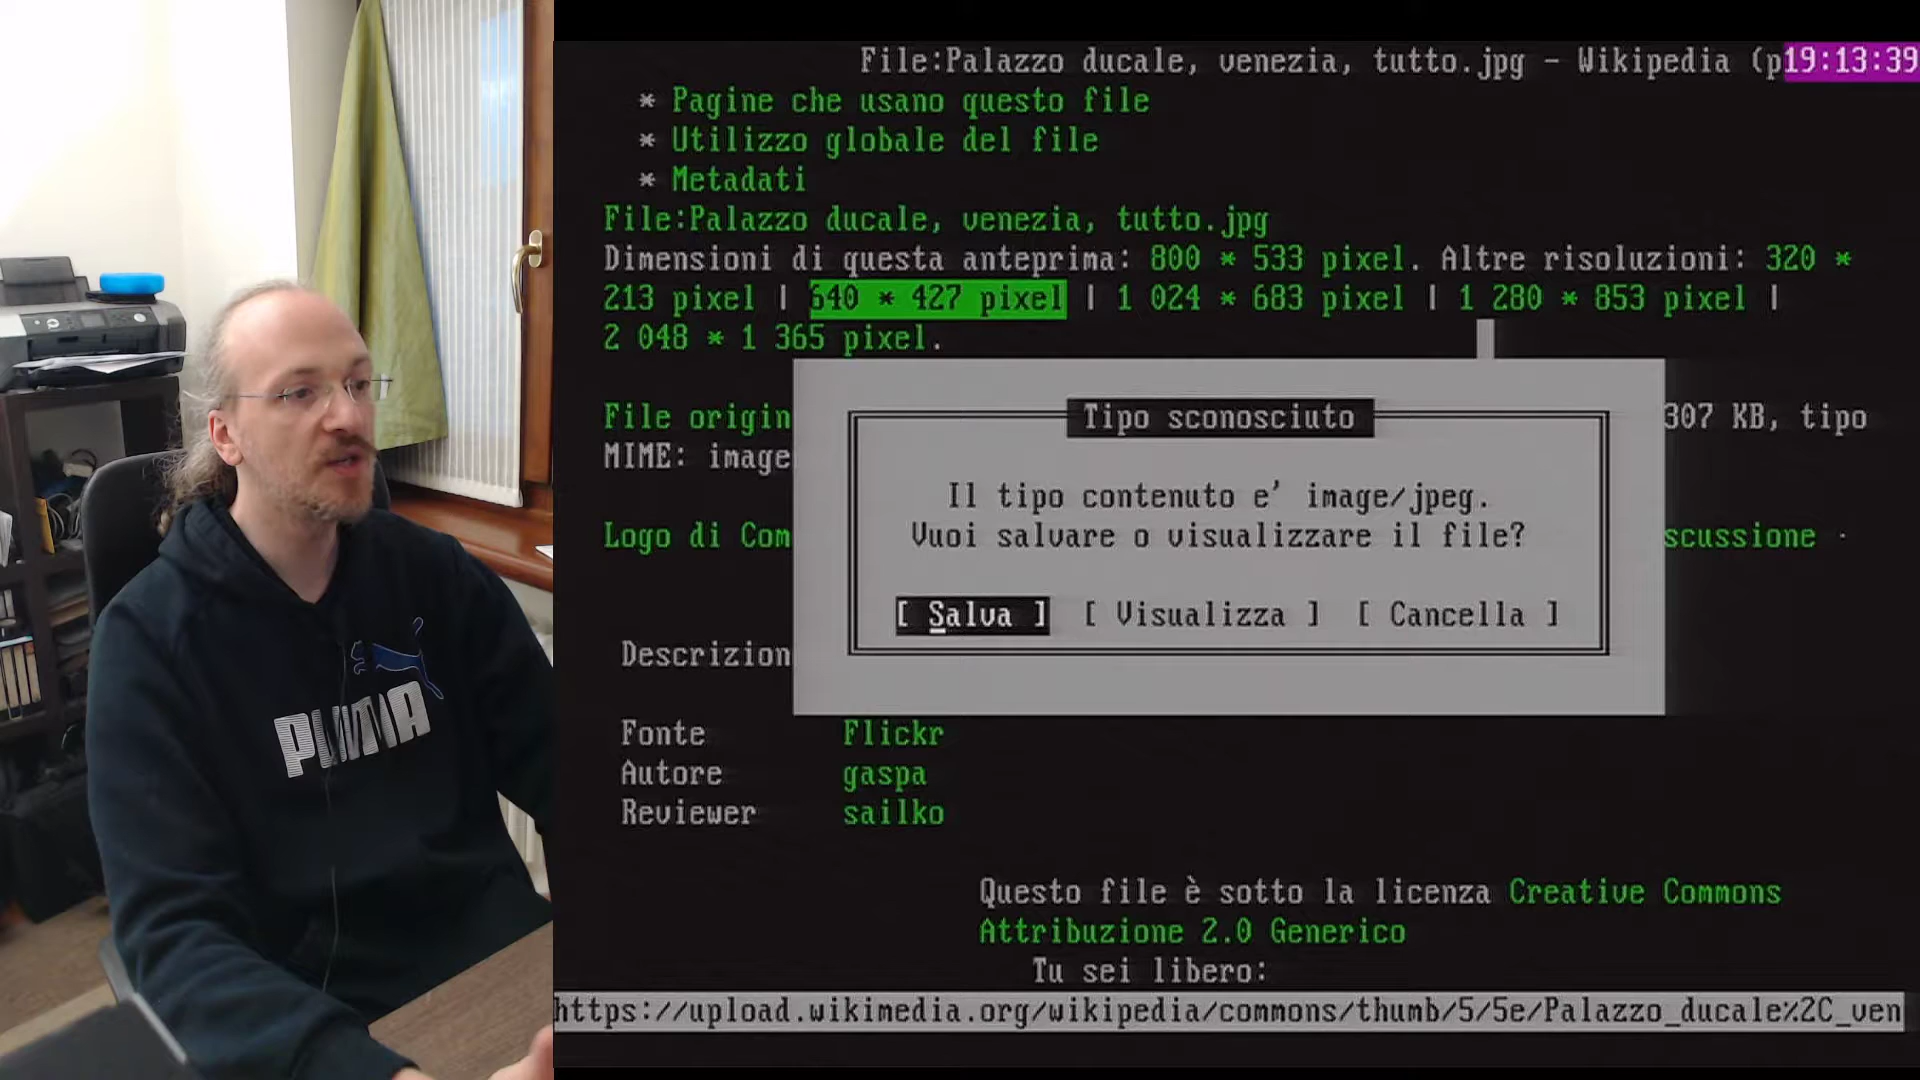 File:Palazzo ducale, venezia, tutto.jpg - Wikipedia (p19:13:39
* Pagine che usano questo file
* Utilizzo globale del file
* Metadati
File:Palazzo ducale, venezia, tutto.jpg
Dimensioni di questa anteprima: 800 * 533 pixel. Altre risoluzioni: 320 *
213 pixel | 640 * 427 pixel | 1 024 * 683 pixel | 1 280 * 853 pixel |
2 048 * 1 365 pixel.
File origin
307 KB, tipo
MIME: image
Logo di Com
scussione ·
Tipo sconosciuto
Il tipo contenuto e' image/jpeg.
Vuoi salvare o visualizzare il file?
[ Salva ] [ Visualizza ] [ Cancella ]
Descrizion
Fonte Flickr
Autore gaspa
Reviewer sailko
Questo file è sotto la licenza Creative Commons
Attribuzione 2.0 Generico
Tu sei libero:
https://upload.wikimedia.org/wikipedia/commons/thumb/5/5e/Palazzo_ducale%2C_ven
PUMA